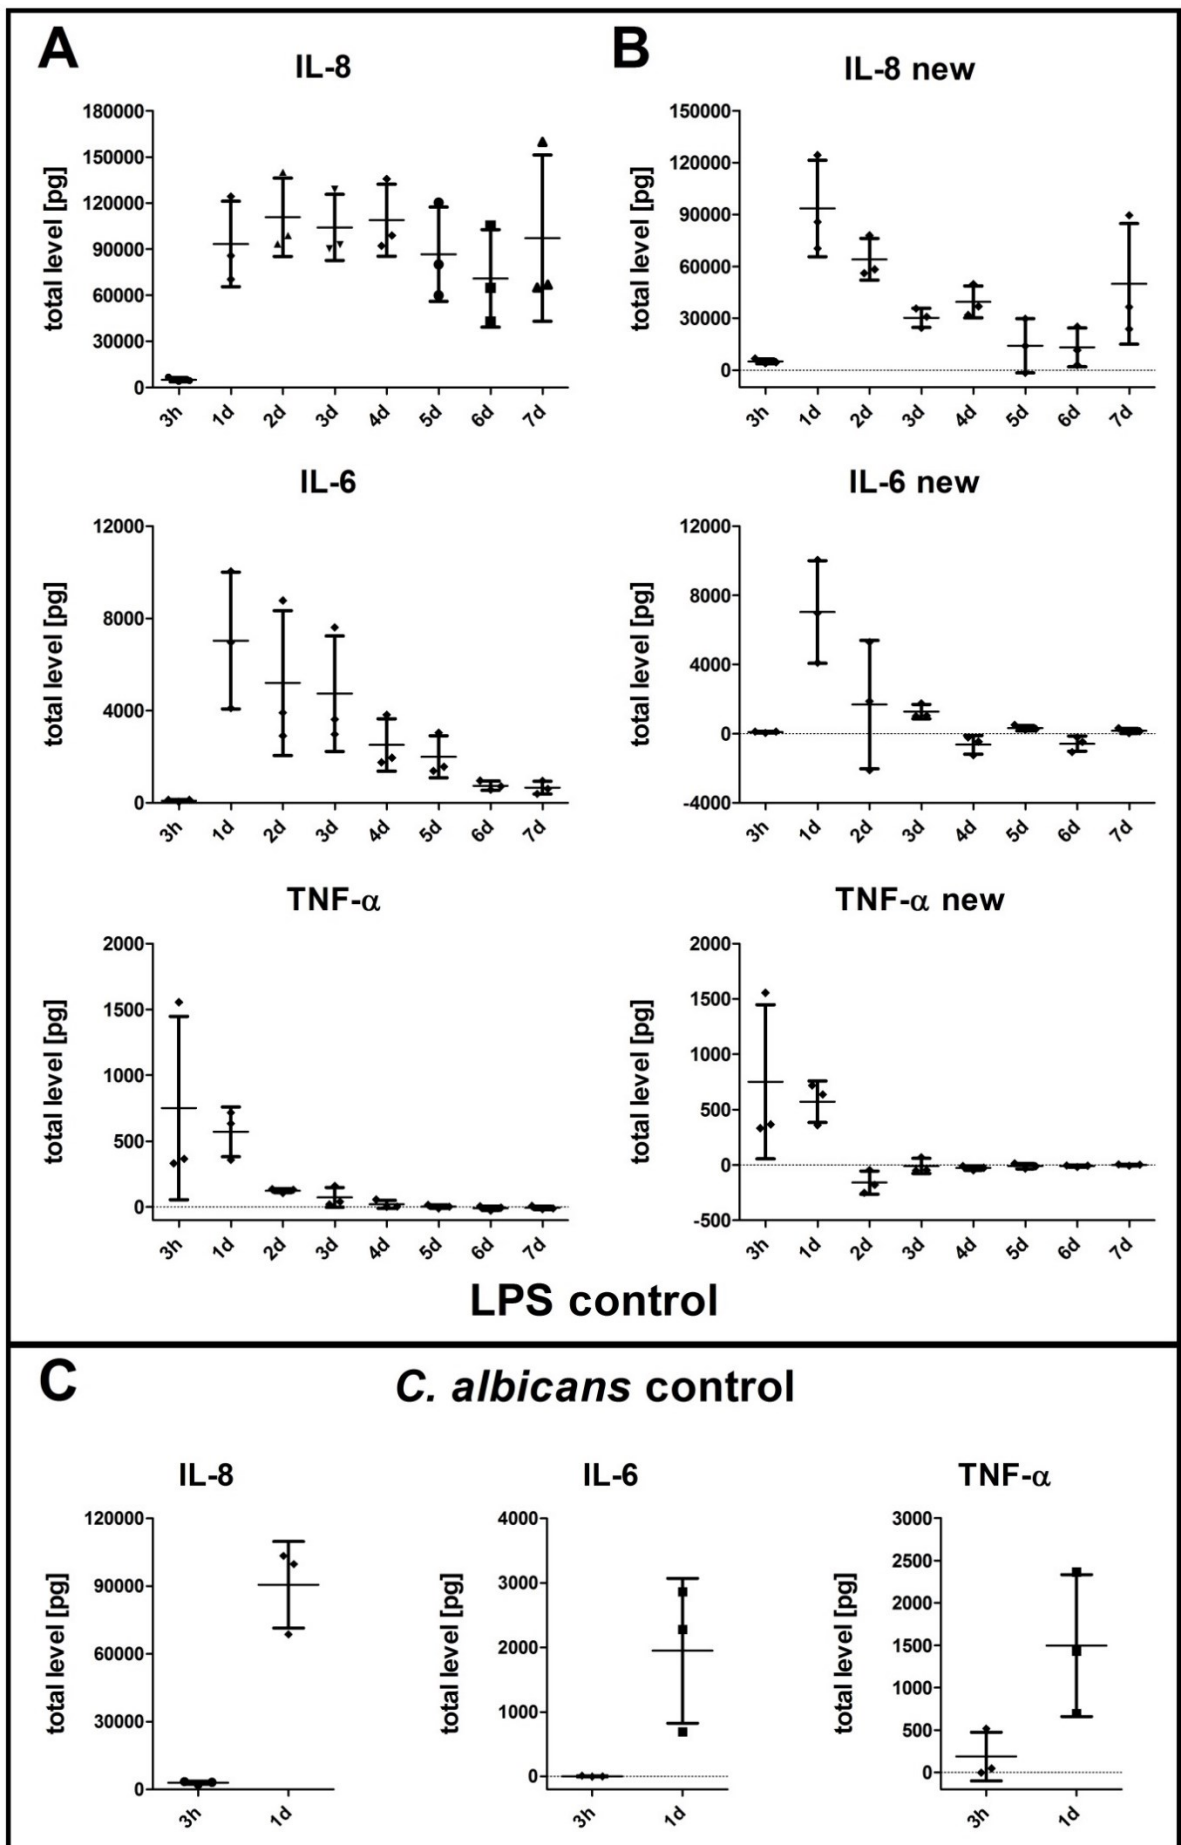 A
B
IL-8
total level [pg]
180000
150000
120000
90000
60000
30000
0
3h 1d 2d 3d 4d 5d 6d 7d
IL-8 new
total level [pg]
150000
120000
90000
60000
30000
0
3h 1d 2d 3d 4d 5d 6d 7d
IL-6
total level [pg]
12000
8000
4000
0
3h 1d 2d 3d 4d 5d 6d 7d
IL-6 new
total level [pg]
12000
8000
4000
0
-4000
3h 1d 2d 3d 4d 5d 6d 7d
TNF-α
total level [pg]
2000
1500
1000
500
0
3h 1d 2d 3d 4d 5d 6d 7d
TNF-α new
total level [pg]
2000
1500
1000
500
0
-500
3h 1d 2d 3d 4d 5d 6d 7d
LPS control
C
C. albicans control
IL-8
total level [pg]
120000
90000
60000
30000
0
3h 1d
IL-6
total level [pg]
4000
3000
2000
1000
0
3h 1d
TNF-α
total level [pg]
3000
2500
2000
1500
1000
500
0
3h 1d